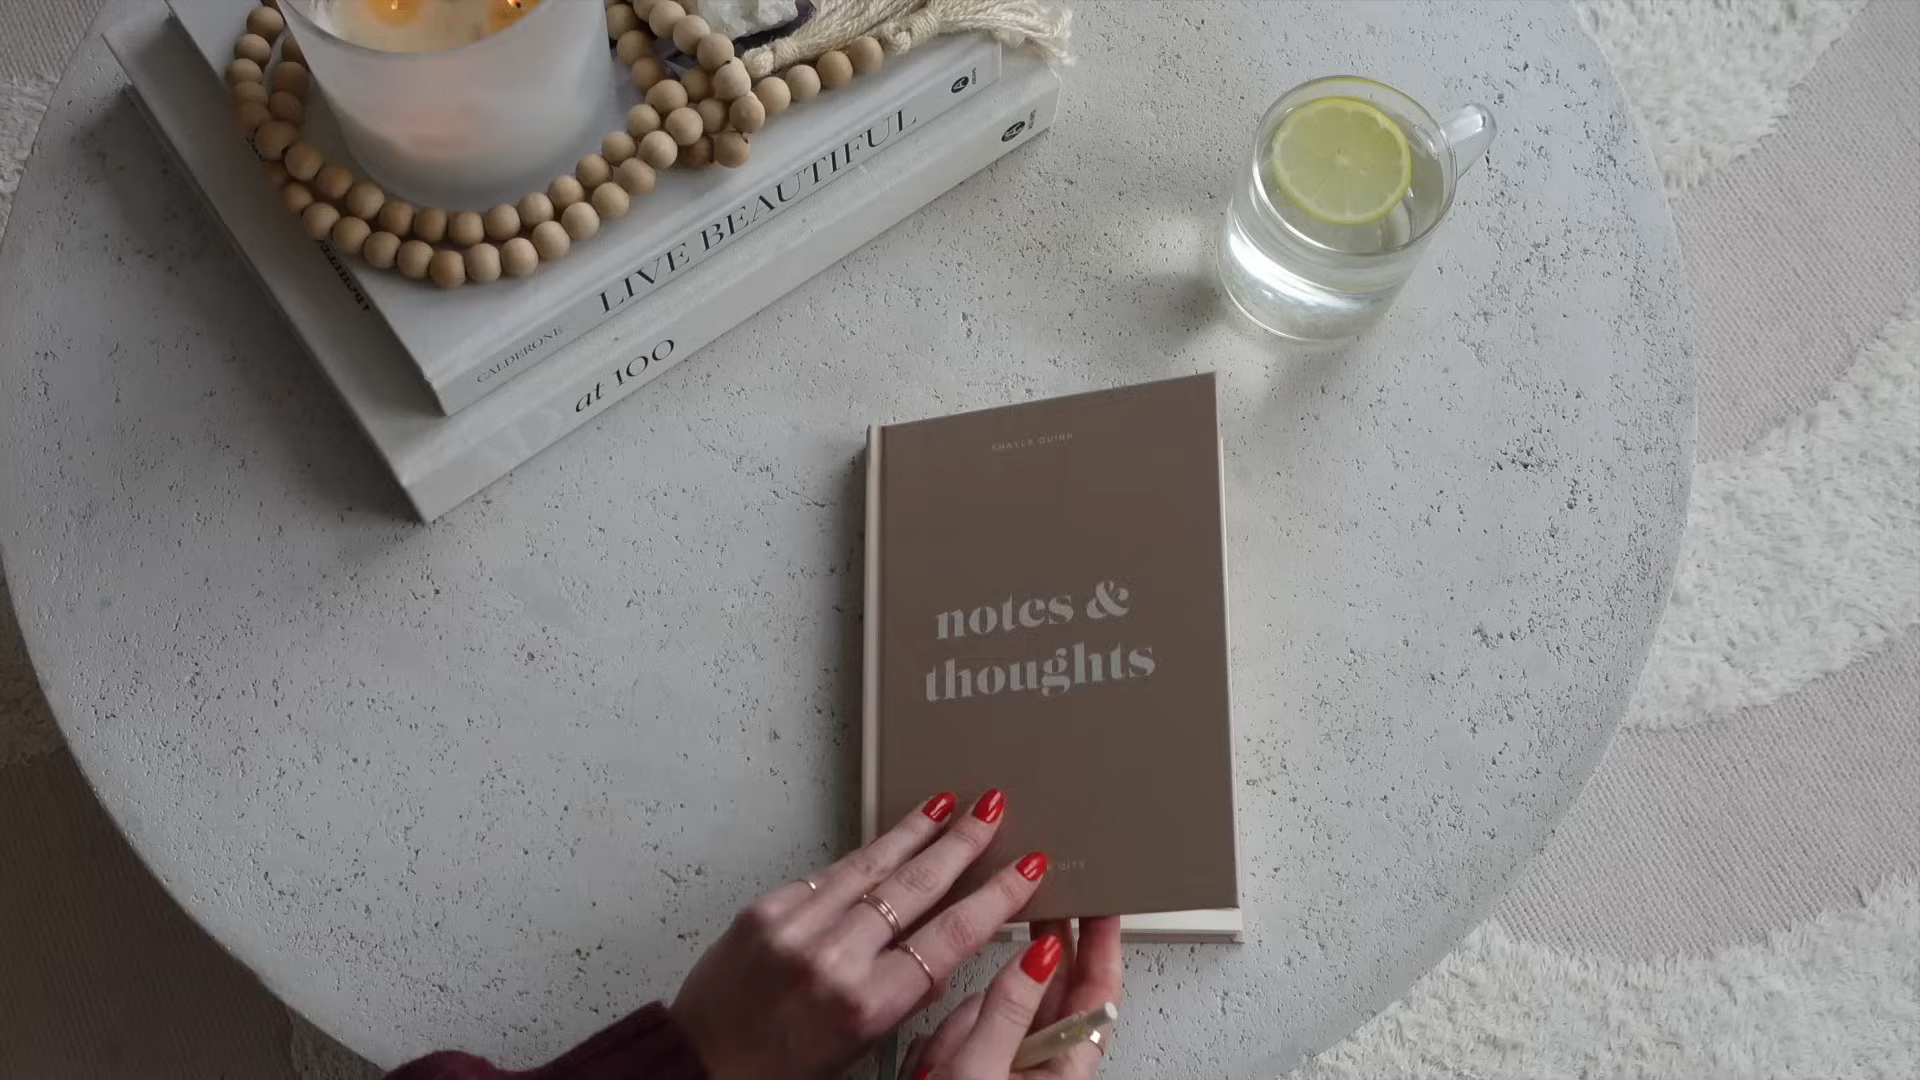 LIVE BEAUTIFUL
CALDERONE
at 100
notes &
thoughts